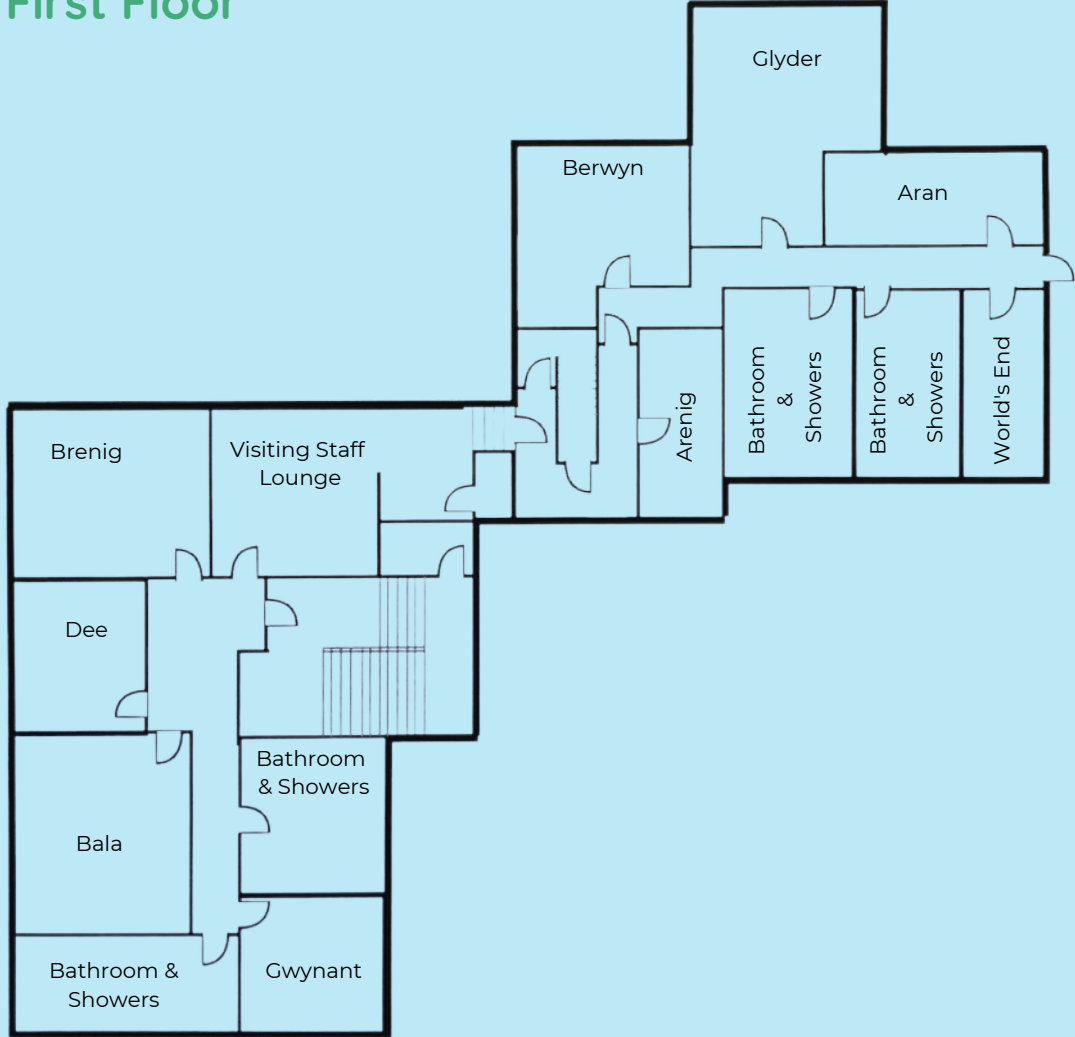 First Floor
Glyder
Berwyn
Aran
Arenig
Bathroom
&
Showers
Bathroom
&
Showers
World's End
Brenig
Visiting Staff
Lounge
Dee
Bathroom
& Showers
Bala
Bathroom &
Showers
Gwynant